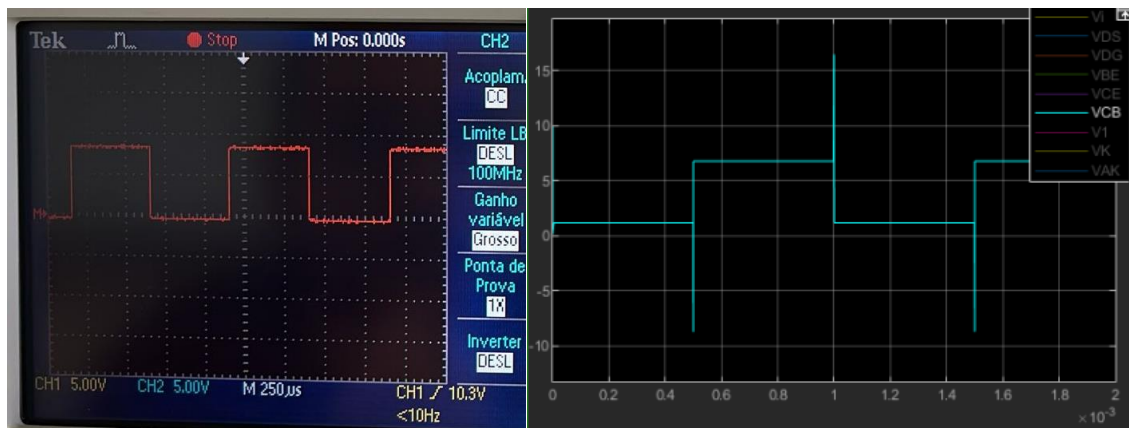 Tek
Stop
M Pos: 0.000s
CH2
Acoplam.
CC
Limite LB
DESL
100MHz
Ganho
variável
Grosso
Ponta de
Prova
1X
Inverter
DESL
CH1 5.00V
CH2 5.00V
M 250µs
CH1 / 10.3V
<10Hz
15
10
5
0
-5
-10
0
0.2
0.4
0.6
0.8
1
1.2
1.4
1.6
1.8
2
× 10-3
VI
VDS
VDG
VBE
VCE
VCB
V1
VK
VAK